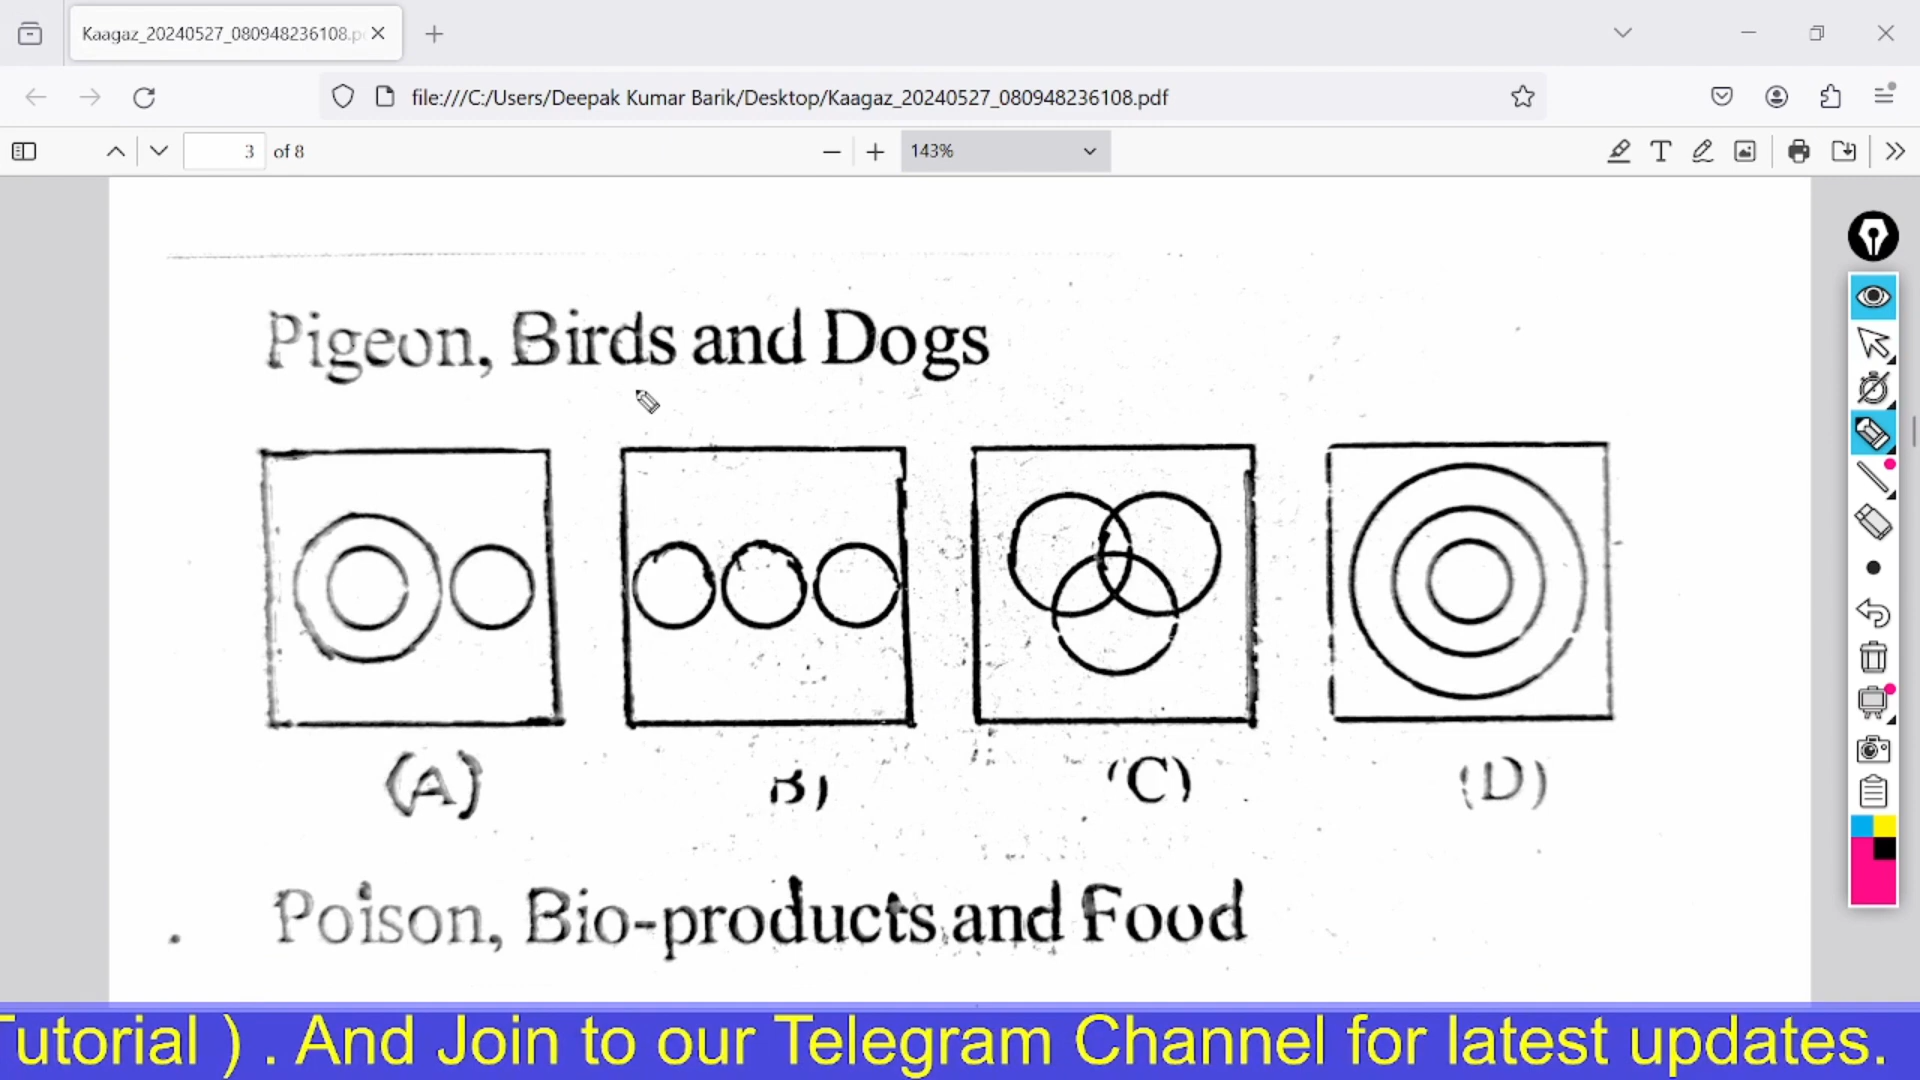 Kaagaz_20240527_080948236108.p
file:///C:/Users/Deepak Kumar Barik/Desktop/Kaagaz_20240527_080948236108.pdf
3 of 8
143%
Pigeon, Birds and Dogs
(A) B) (C) (D)
. Poison, Bio-products and Food
Tutorial ) . And Join to our Telegram Channel for latest updates.